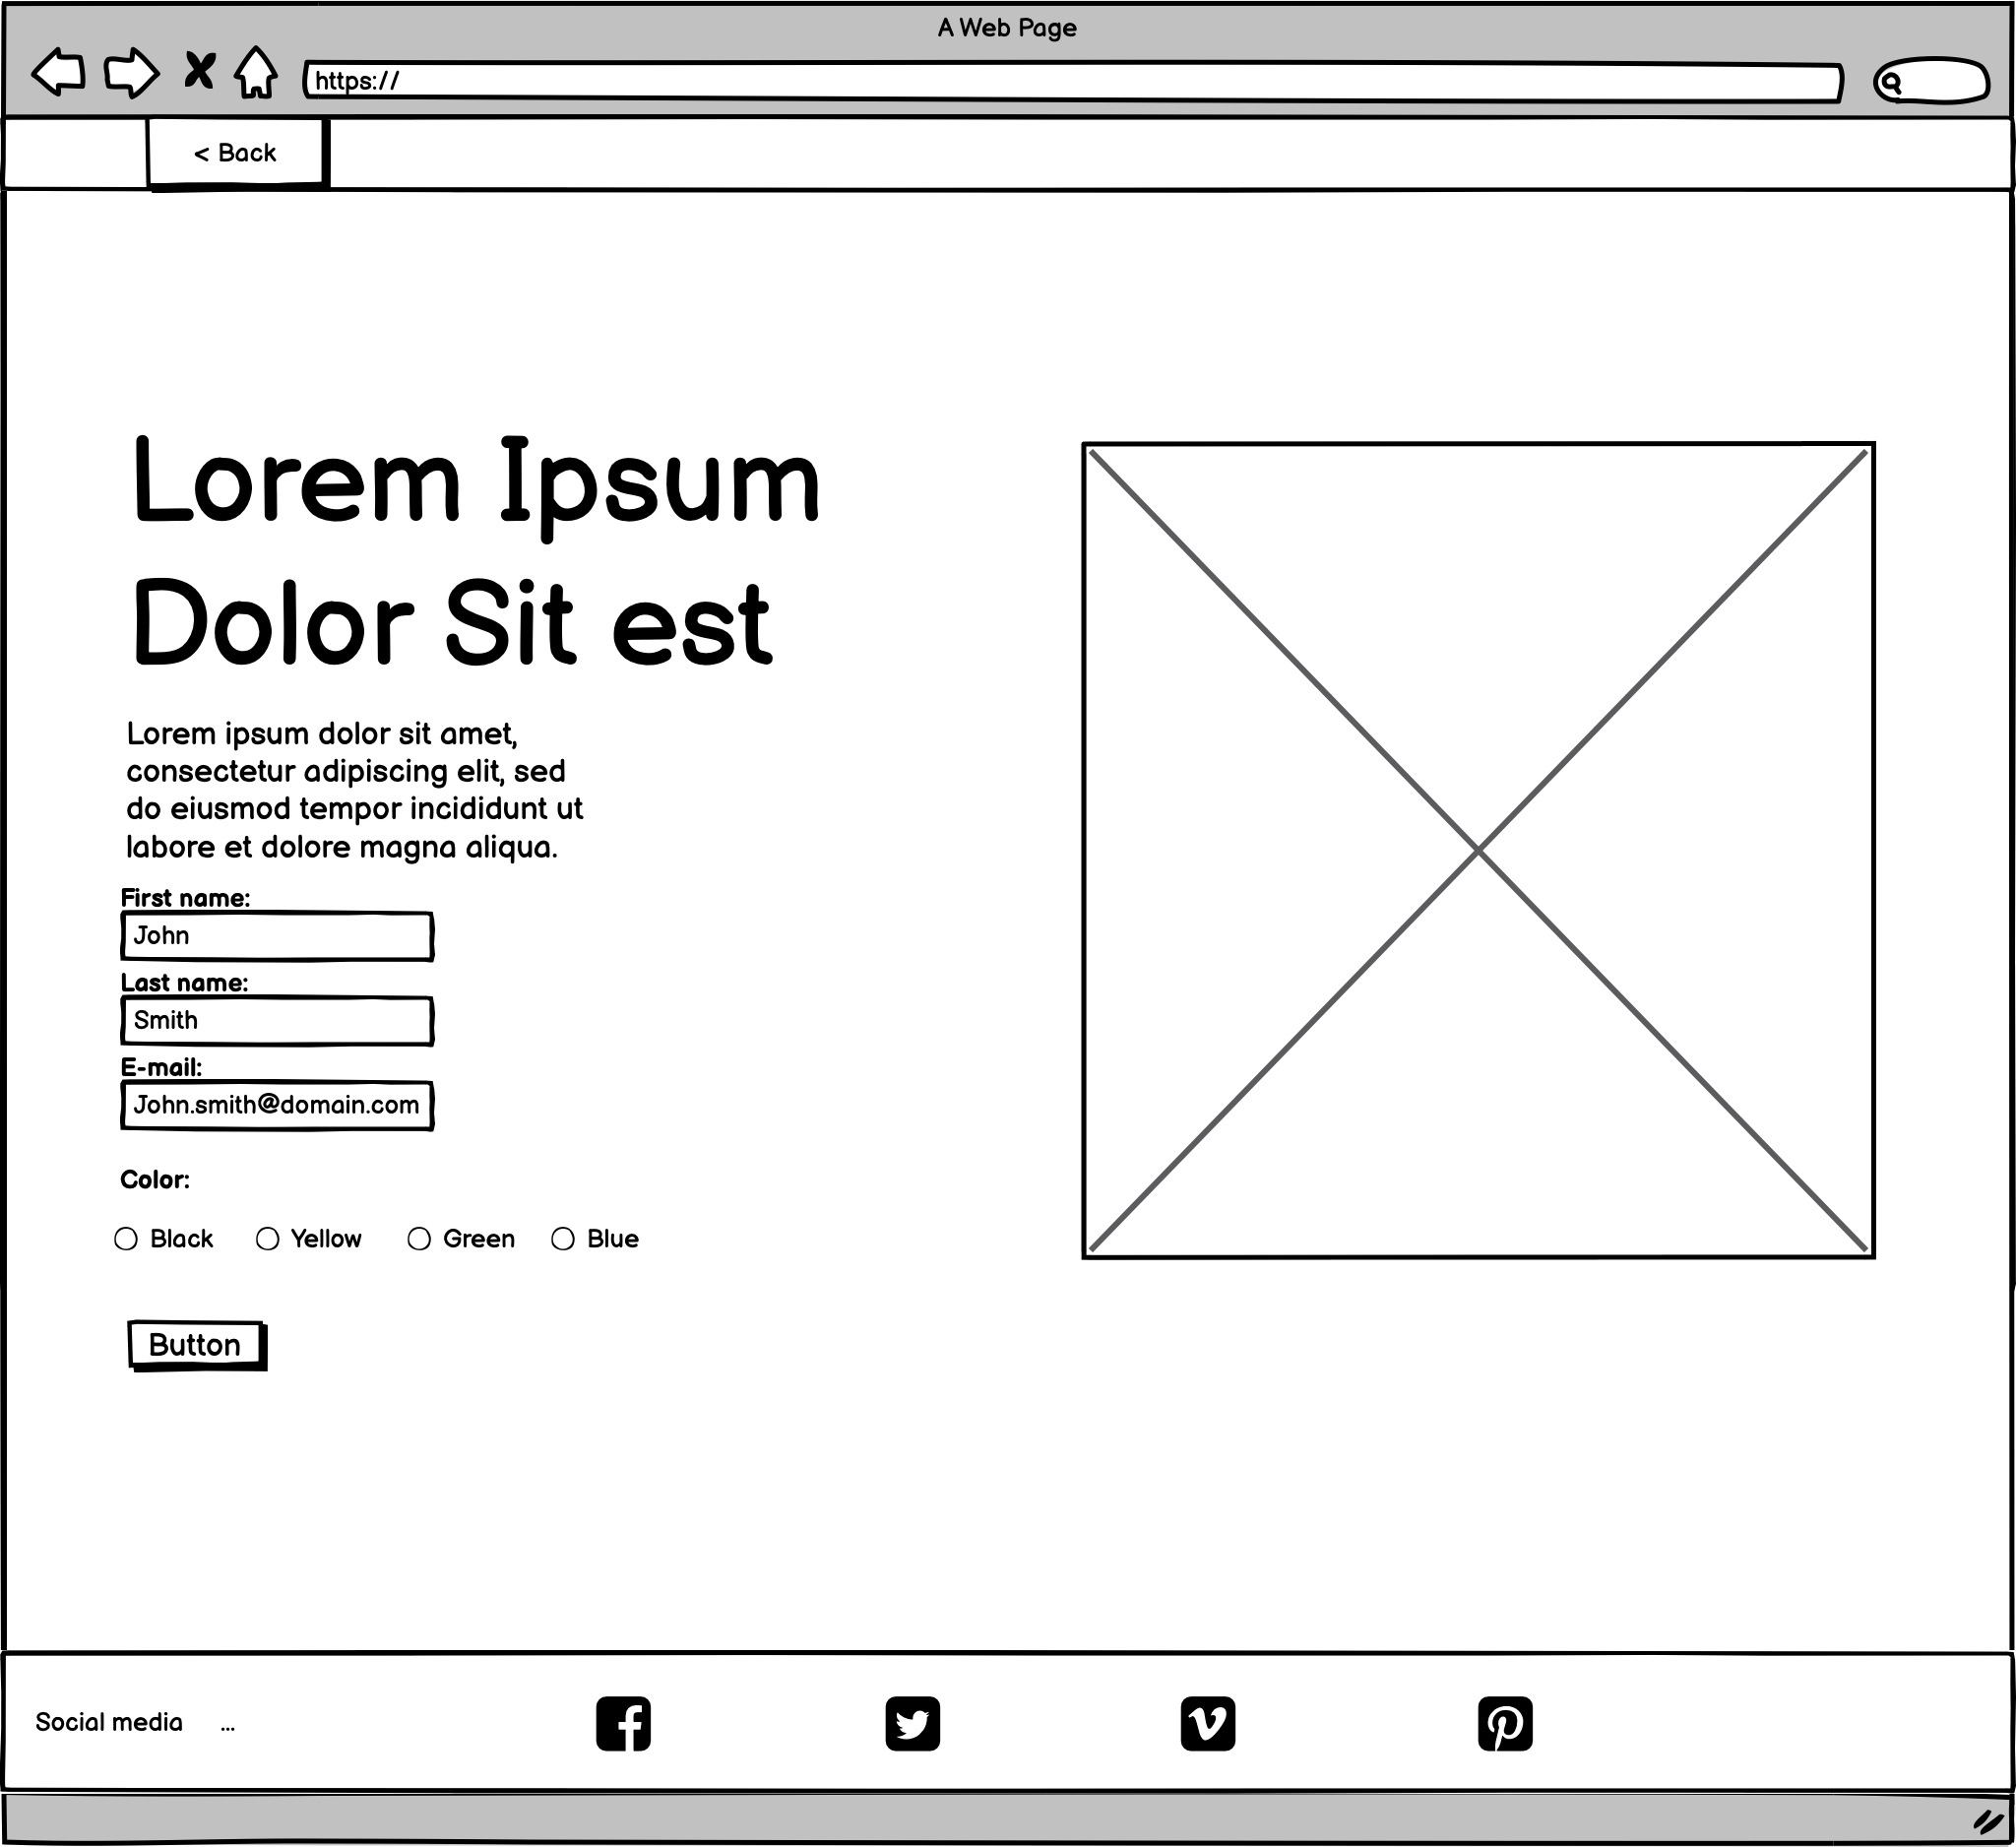 A Web Page
https://
< Back
Lorem Ipsum
Dolor Sit est
Lorem ipsum dolor sit amet,
consectetur adipiscing elit, sed
do eiusmod tempor incididunt ut
labore et dolore magna aliqua.
First name:
John
Last name:
Smith
E-mail:
John.smith@domain.com
Color:
Black Yellow Green Blue
Button
Social media ...